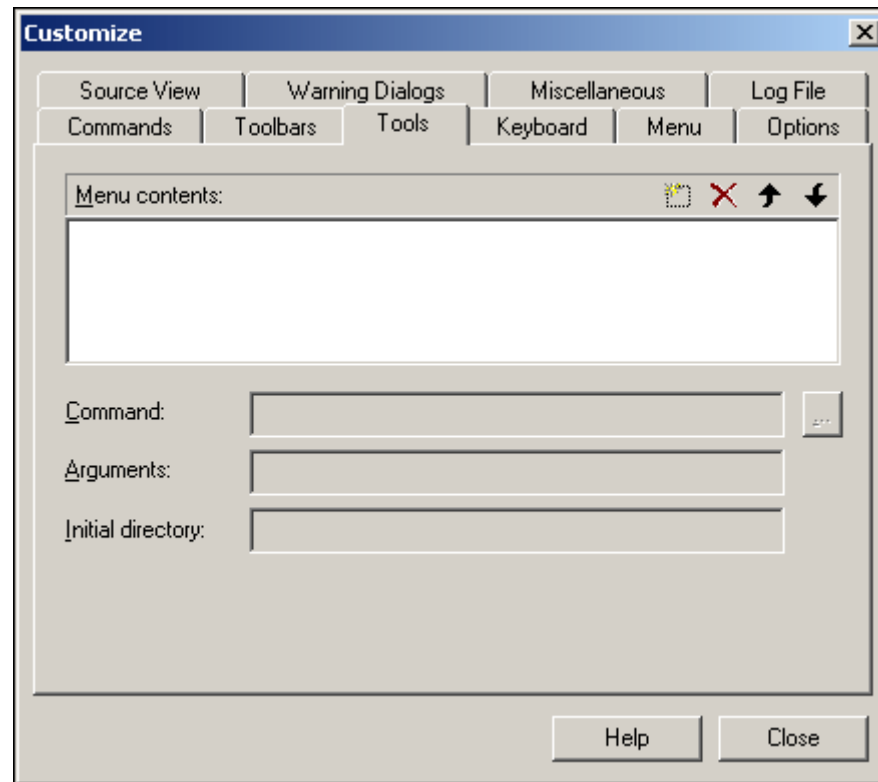 Customize
Source View Warning Dialogs Miscellaneous Log File
Commands Toolbars Tools Keyboard Menu Options
Menu contents:
Command:
...
Arguments:
Initial directory:
Help Close